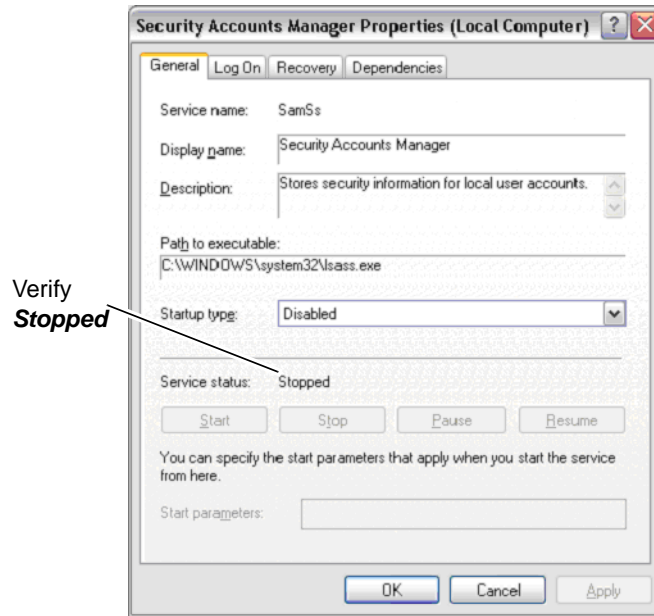 Security Accounts Manager Properties (Local Computer)
General Log On Recovery Dependencies
Service name: SamSs
Display name: Security Accounts Manager
Description: Stores security information for local user accounts.
Path to executable:
C:\WINDOWS\system32\lsass.exe
Verify
Stopped
Startup type: Disabled
Service status: Stopped
Start Stop Pause Resume
You can specify the start parameters that apply when you start the service
from here.
Start parameters:
OK Cancel Apply